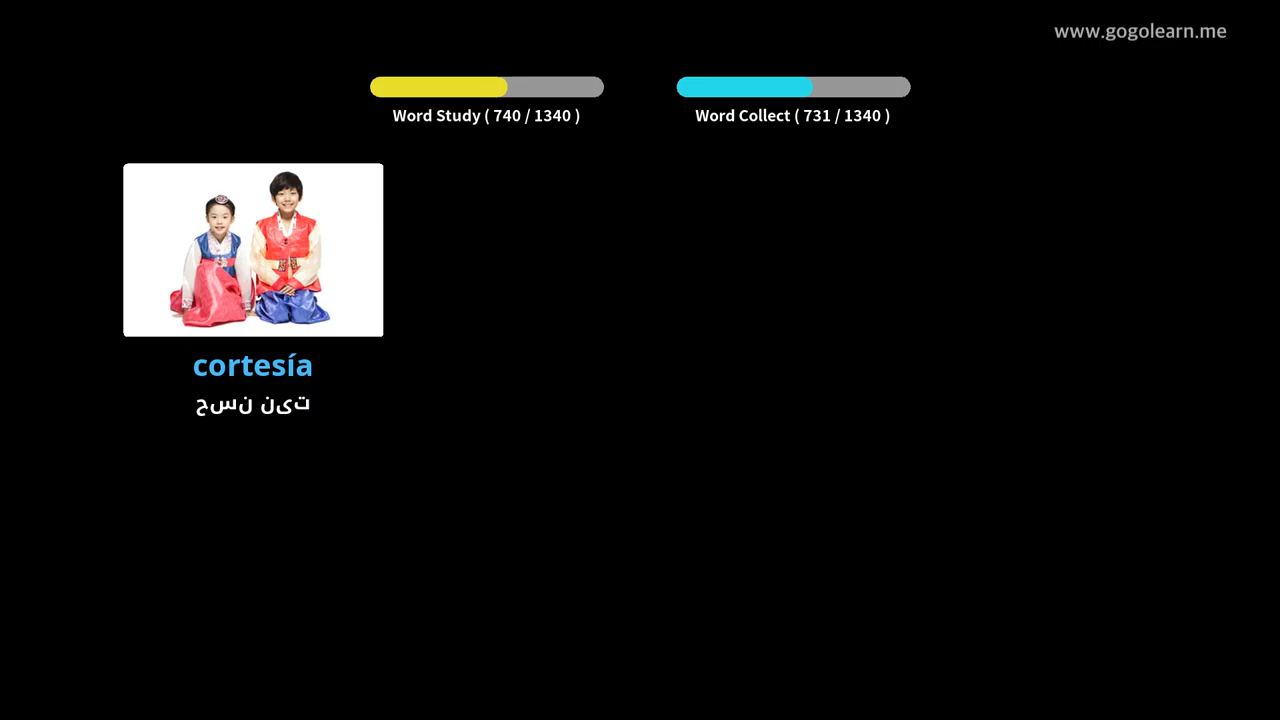 www.gogolearn.me
Word Study ( 740 / 1340 )
Word Collect ( 731 / 1340 )
cortesía
حسن نیت